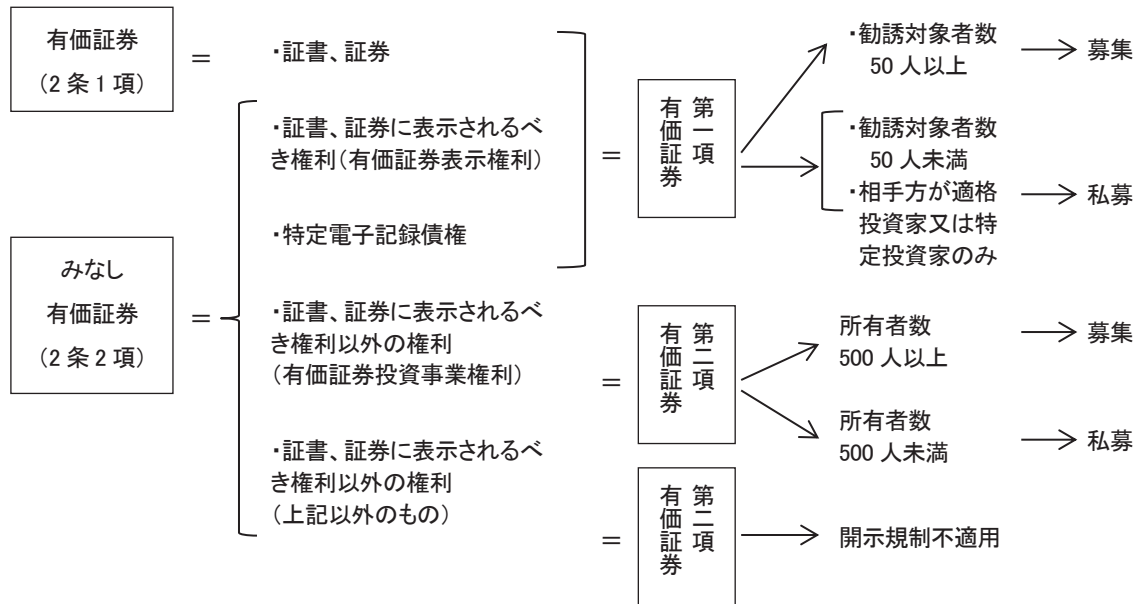 有価証券
（2条1項）
＝
・証書、証券
・証書、証券に表示されるべ
き権利（有価証券表示権利）
・特定電子記録債権
＝
第一項
有価証券
・勧誘対象者数
50人以上
募集
・勧誘対象者数
50人未満
・相手方が適格
投資家又は特
定投資家のみ
私募
みなし
有価証券
（2条2項）
＝
・証書、証券に表示されるべ
き権利以外の権利
（有価証券投資事業権利）
＝
第二項
有価証券
所有者数
500人以上
募集
所有者数
500人未満
私募
・証書、証券に表示されるべ
き権利以外の権利
（上記以外のもの）
＝
第二項
有価証券
開示規制不適用